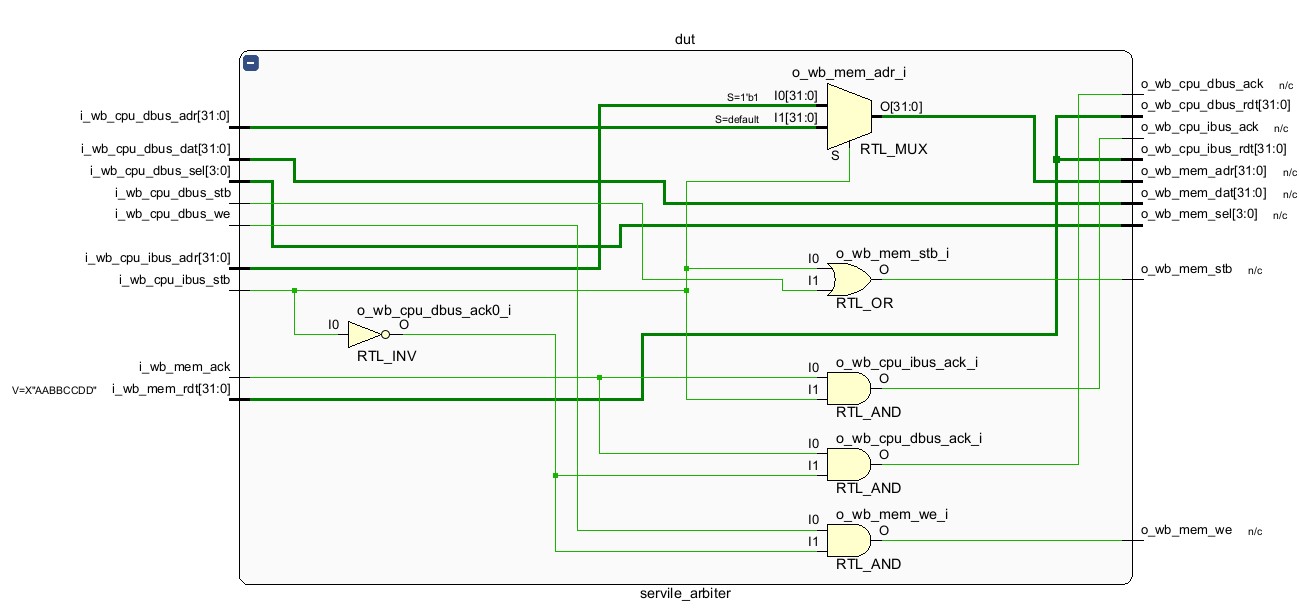 dut
o_wb_mem_adr_i
S=1'b1 I0[31:0]
S=default I1[31:0]
O[31:0]
S
RTL_MUX
i_wb_cpu_dbus_adr[31:0]
i_wb_cpu_dbus_dat[31:0]
i_wb_cpu_dbus_sel[3:0]
i_wb_cpu_dbus_stb
i_wb_cpu_dbus_we
i_wb_cpu_ibus_adr[31:0]
i_wb_cpu_ibus_stb
i_wb_mem_ack
V=X"AABBCCDD" i_wb_mem_rdt[31:0]
o_wb_cpu_dbus_ack0_i
I0 O
RTL_INV
o_wb_mem_stb_i
I0 O
I1
RTL_OR
o_wb_cpu_ibus_ack_i
I0 O
I1
RTL_AND
o_wb_cpu_dbus_ack_i
I0 O
I1
RTL_AND
o_wb_mem_we_i
I0 O
I1
RTL_AND
o_wb_cpu_dbus_ack n/c
o_wb_cpu_dbus_rdt[31:0]
o_wb_cpu_ibus_ack n/c
o_wb_cpu_ibus_rdt[31:0]
o_wb_mem_adr[31:0] n/c
o_wb_mem_dat[31:0] n/c
o_wb_mem_sel[3:0] n/c
o_wb_mem_stb n/c
o_wb_mem_we n/c
servile_arbiter